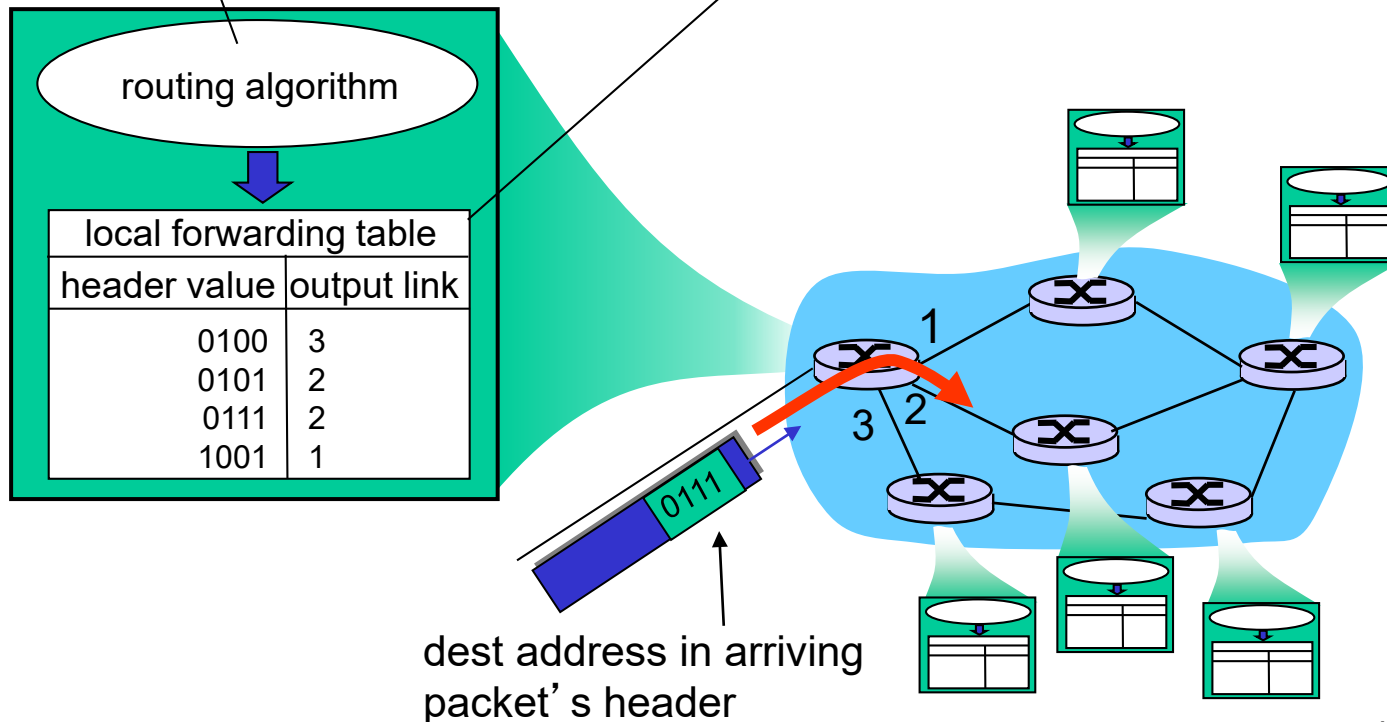 routing algorithm
local forwarding table
header value output link
0100 3
0101 2
0111 2
1001 1
1
2
3
0111
dest address in arriving
packet’s header